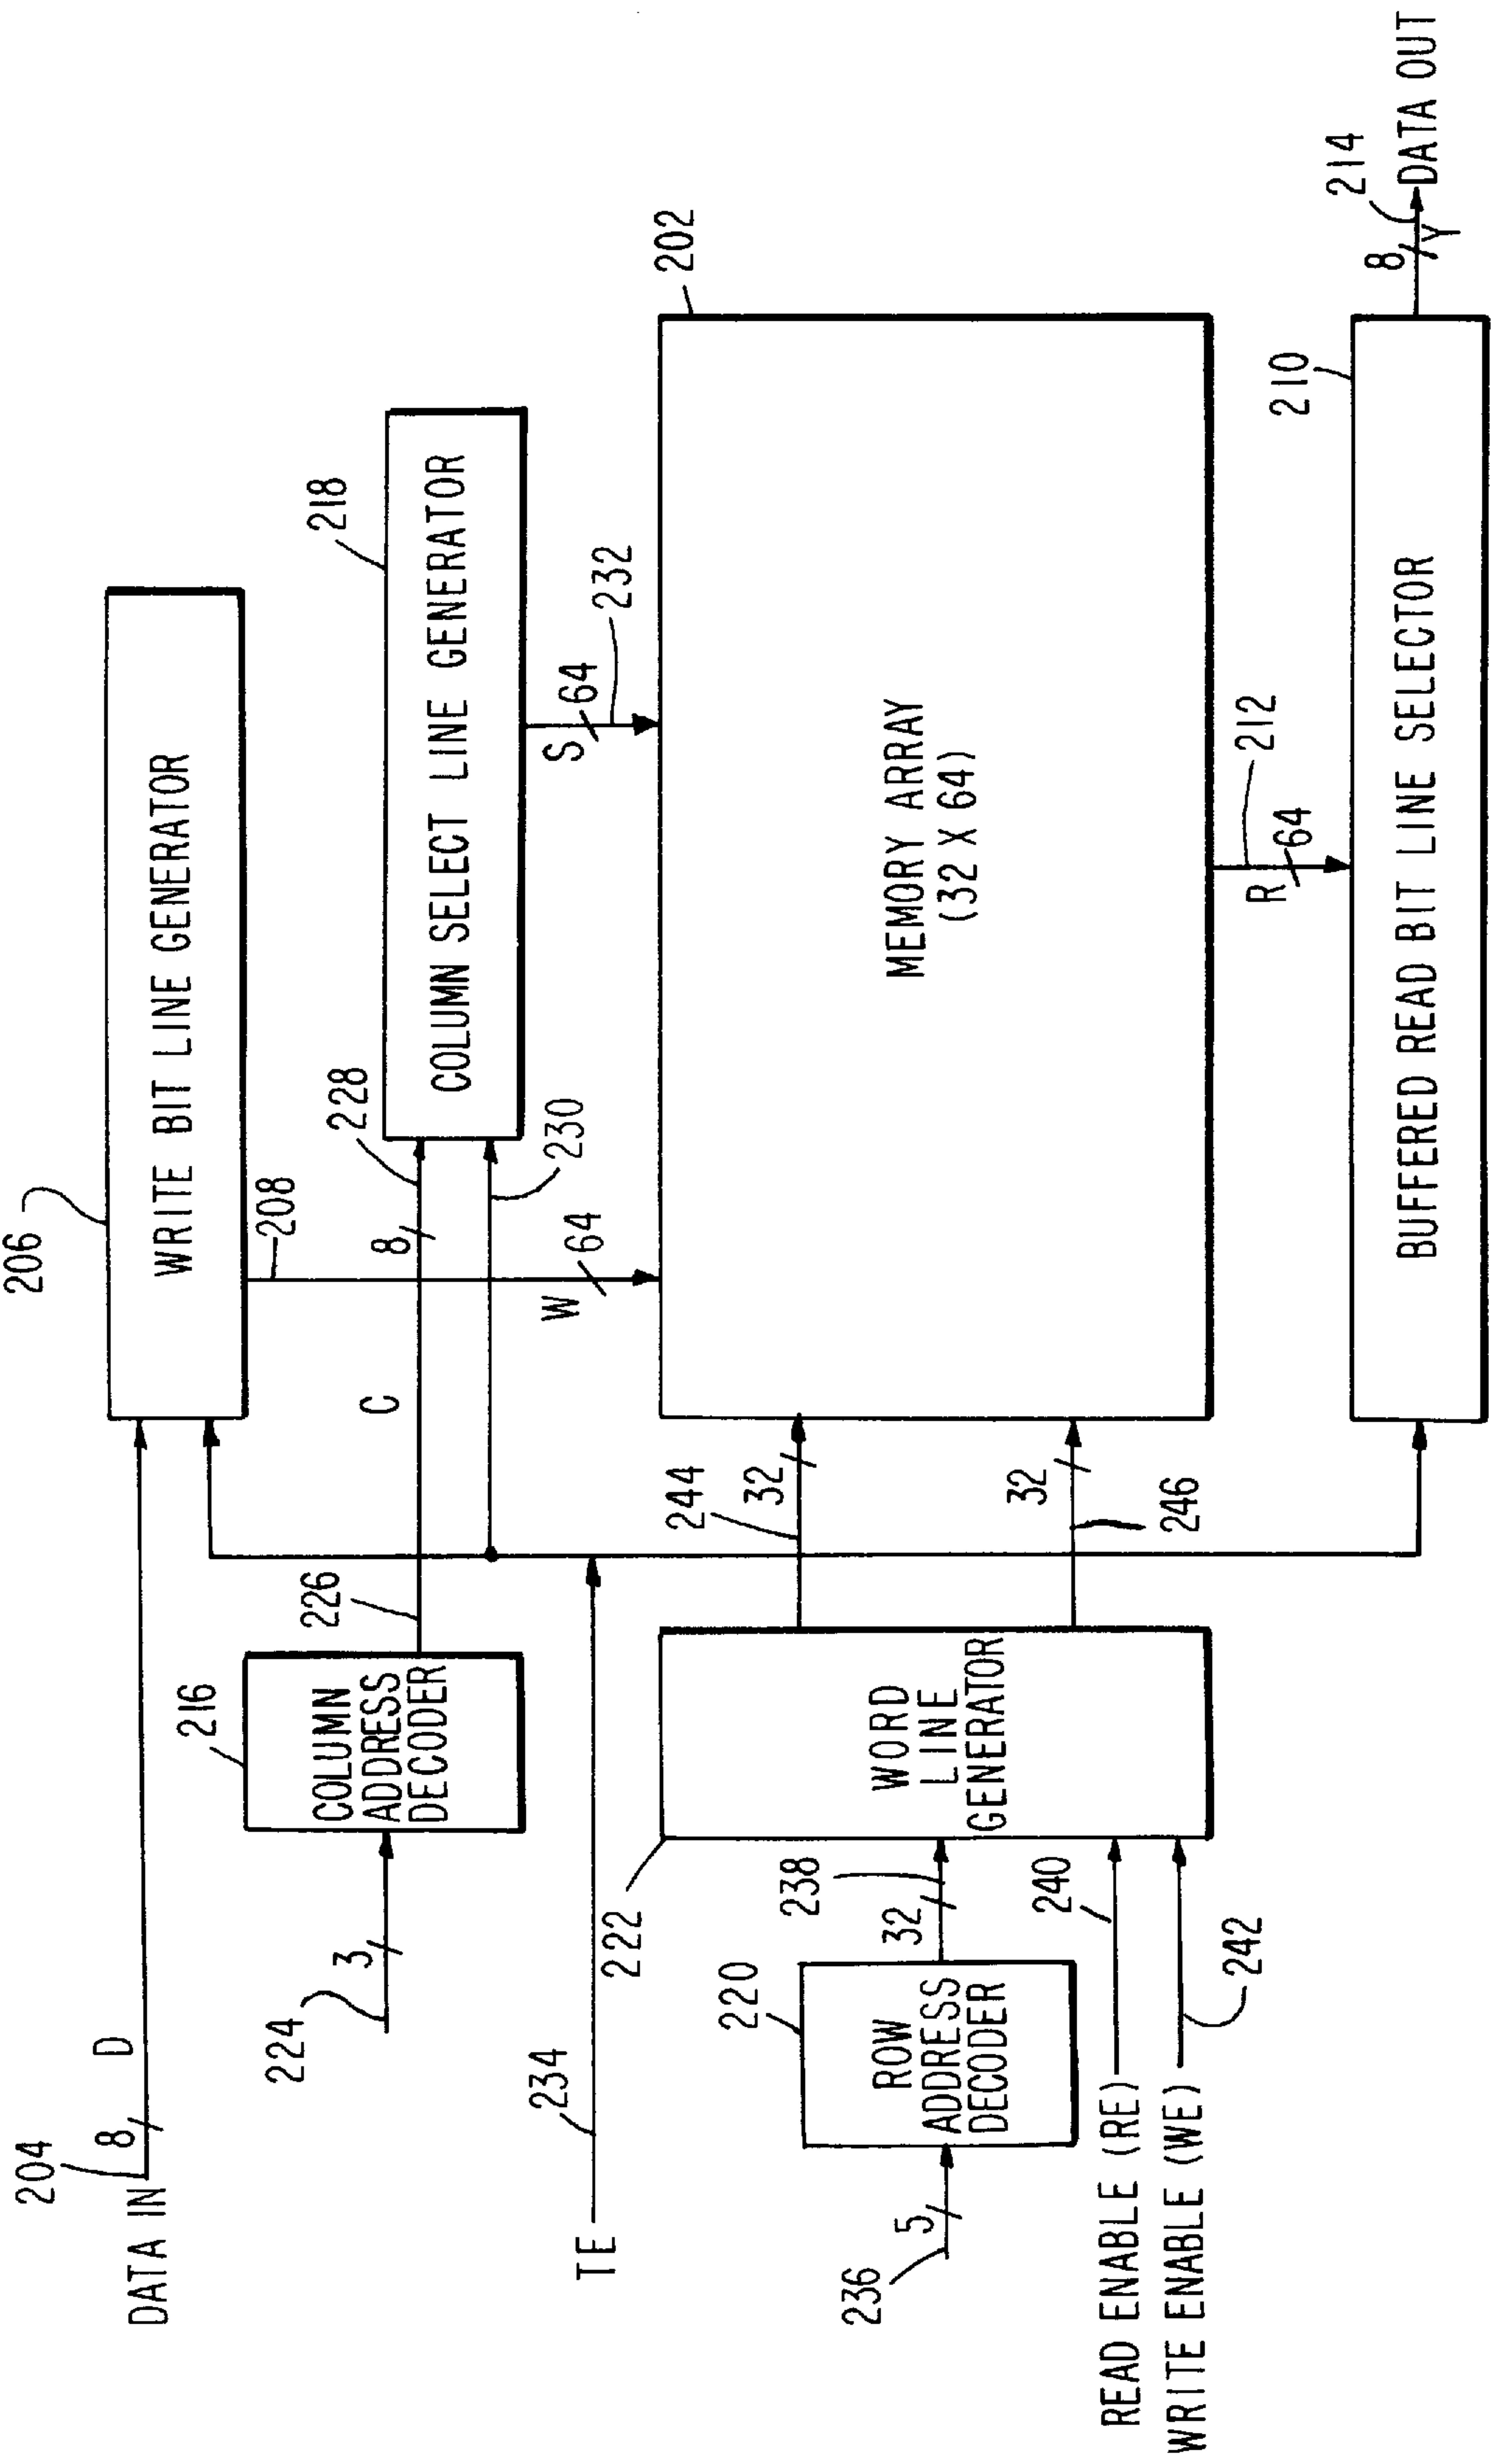 206
WRITE BIT LINE GENERATOR
204
8
D
DATA IN
208
216
COLUMN
ADDRESS
DECODER
3
224
226
C
8
228
230
218
COLUMN SELECT LINE GENERATOR
W
64
S
64
232
TE
234
202
MEMORY ARRAY
(32 X 64)
244
32
32
246
222
WORD
LINE
GENERATOR
238
32
220
ROW
ADDRESS
DECODER
5
236
240
READ ENABLE (RE)
WRITE ENABLE (WE)
242
R
64
212
210
BUFFERED READ BIT LINE SELECTOR
8
Y
214
DATA OUT